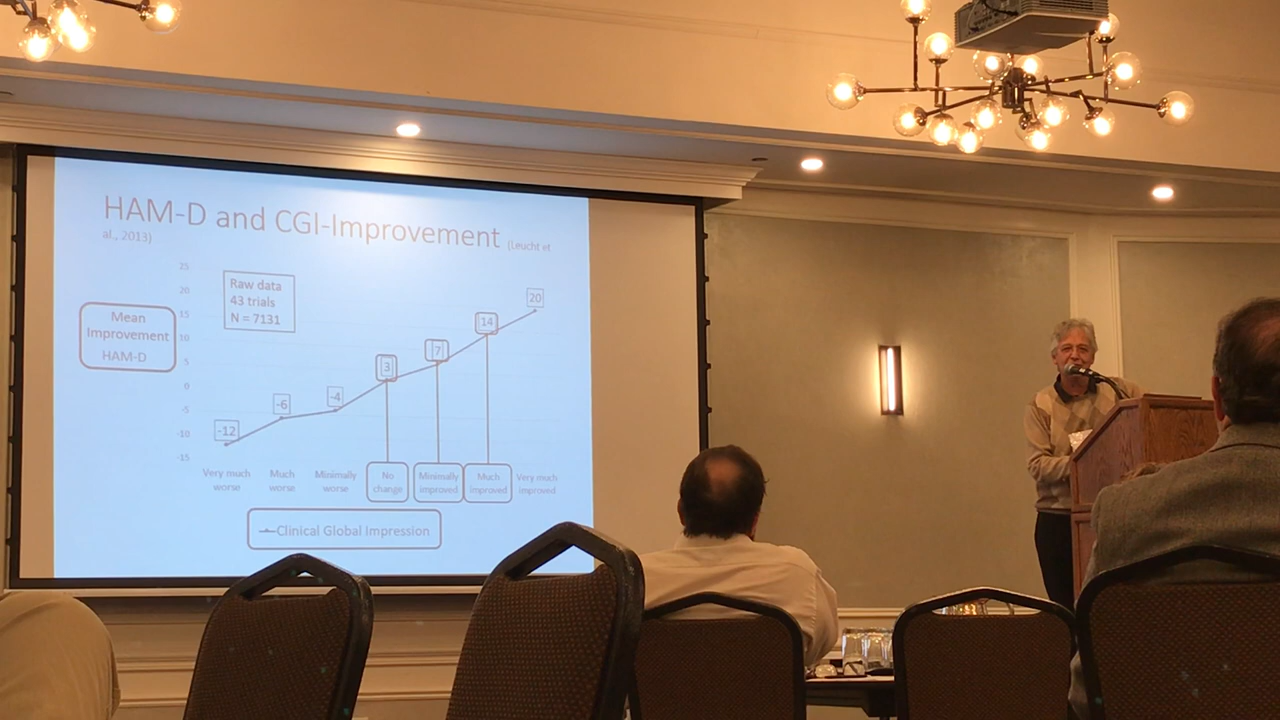 HAM-D and CGI-Improvement (Leucht et
al., 2013)
25
20
15
10
5
0
-5
-10
-15
Raw data
43 trials
N = 7131
Mean
Improvement
HAM-D
-12
-6
-4
3
7
14
20
Very much
worse
Much
worse
Minimally
worse
No
change
Minimally
improved
Much
improved
Very much
improved
Clinical Global Impression